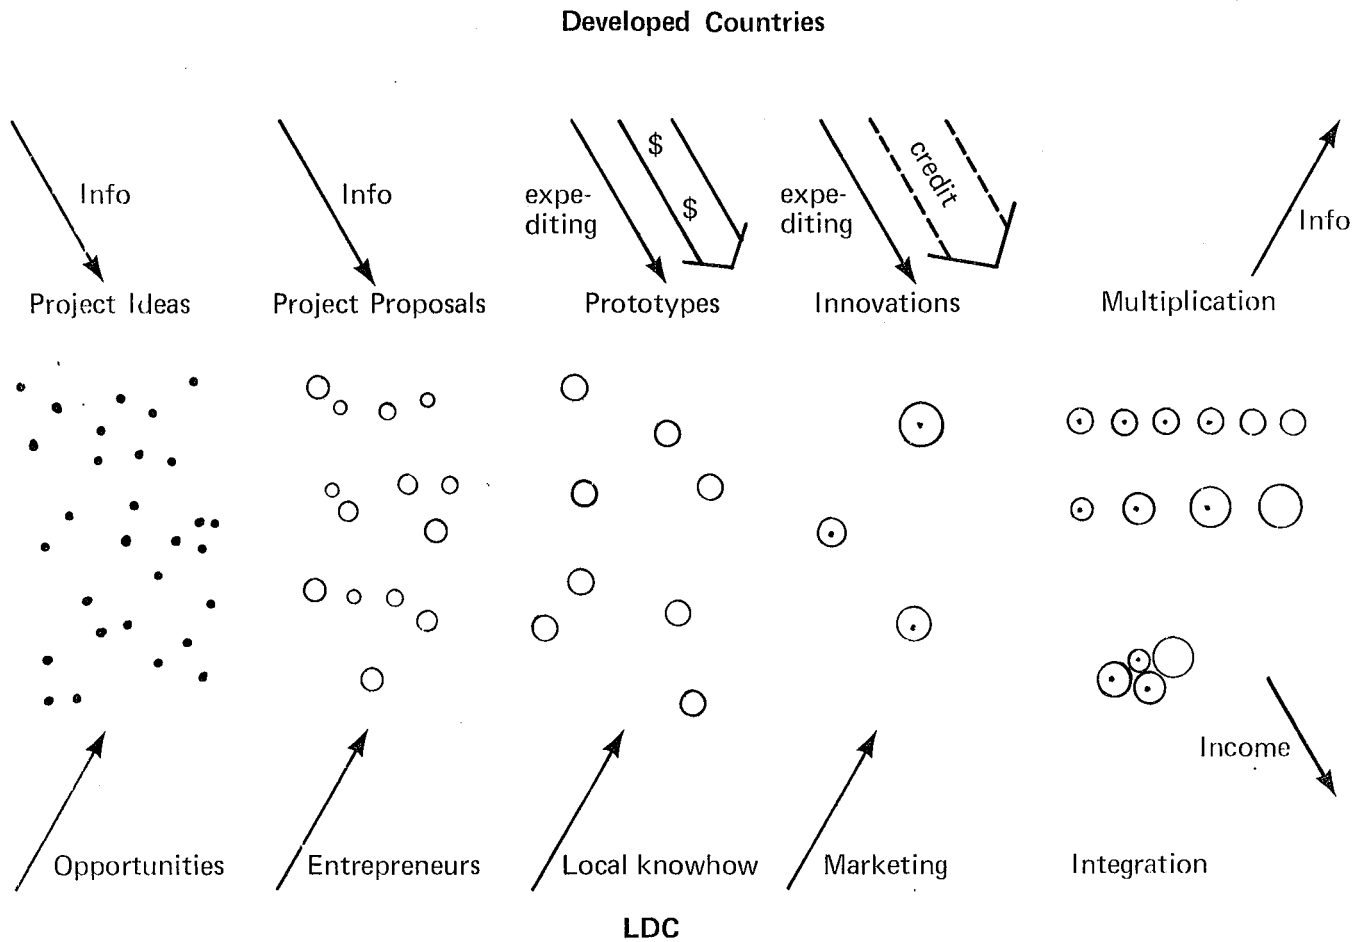 Developed Countries
Info
Info
expe-
diting
$
$
expe-
diting
credit
Info
Project Ideas
Project Proposals
Prototypes
Innovations
Multiplication
Income
Opportunities
Entrepreneurs
Local knowhow
Marketing
Integration
LDC